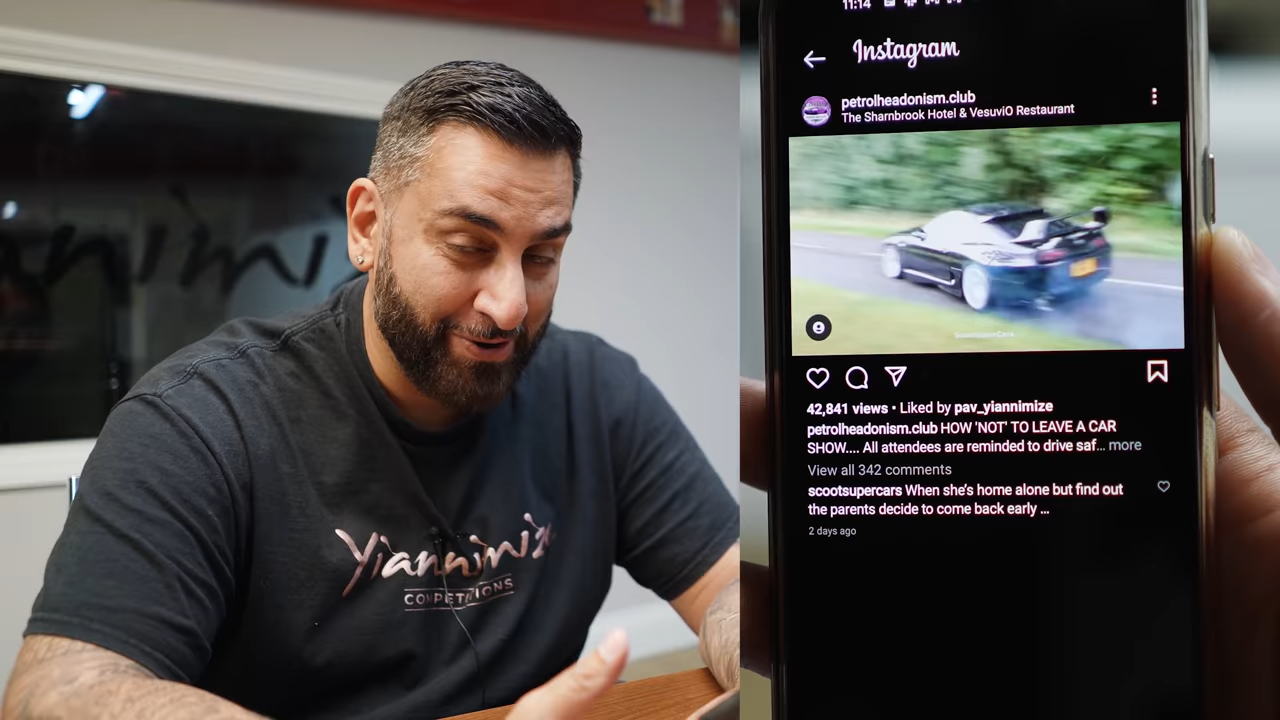 Yiannimize
COMPETITIONS
11:14
Instagram
petrolheadonism.club
The Sharnbrook Hotel & VesuviO Restaurant
42,841 views • Liked by pav_yiannimize
petrolheadonism.club HOW 'NOT' TO LEAVE A CAR
SHOW.... All attendees are reminded to drive saf... more
View all 342 comments
scootsupercars When she's home alone but find out
the parents decide to come back early ...
2 days ago